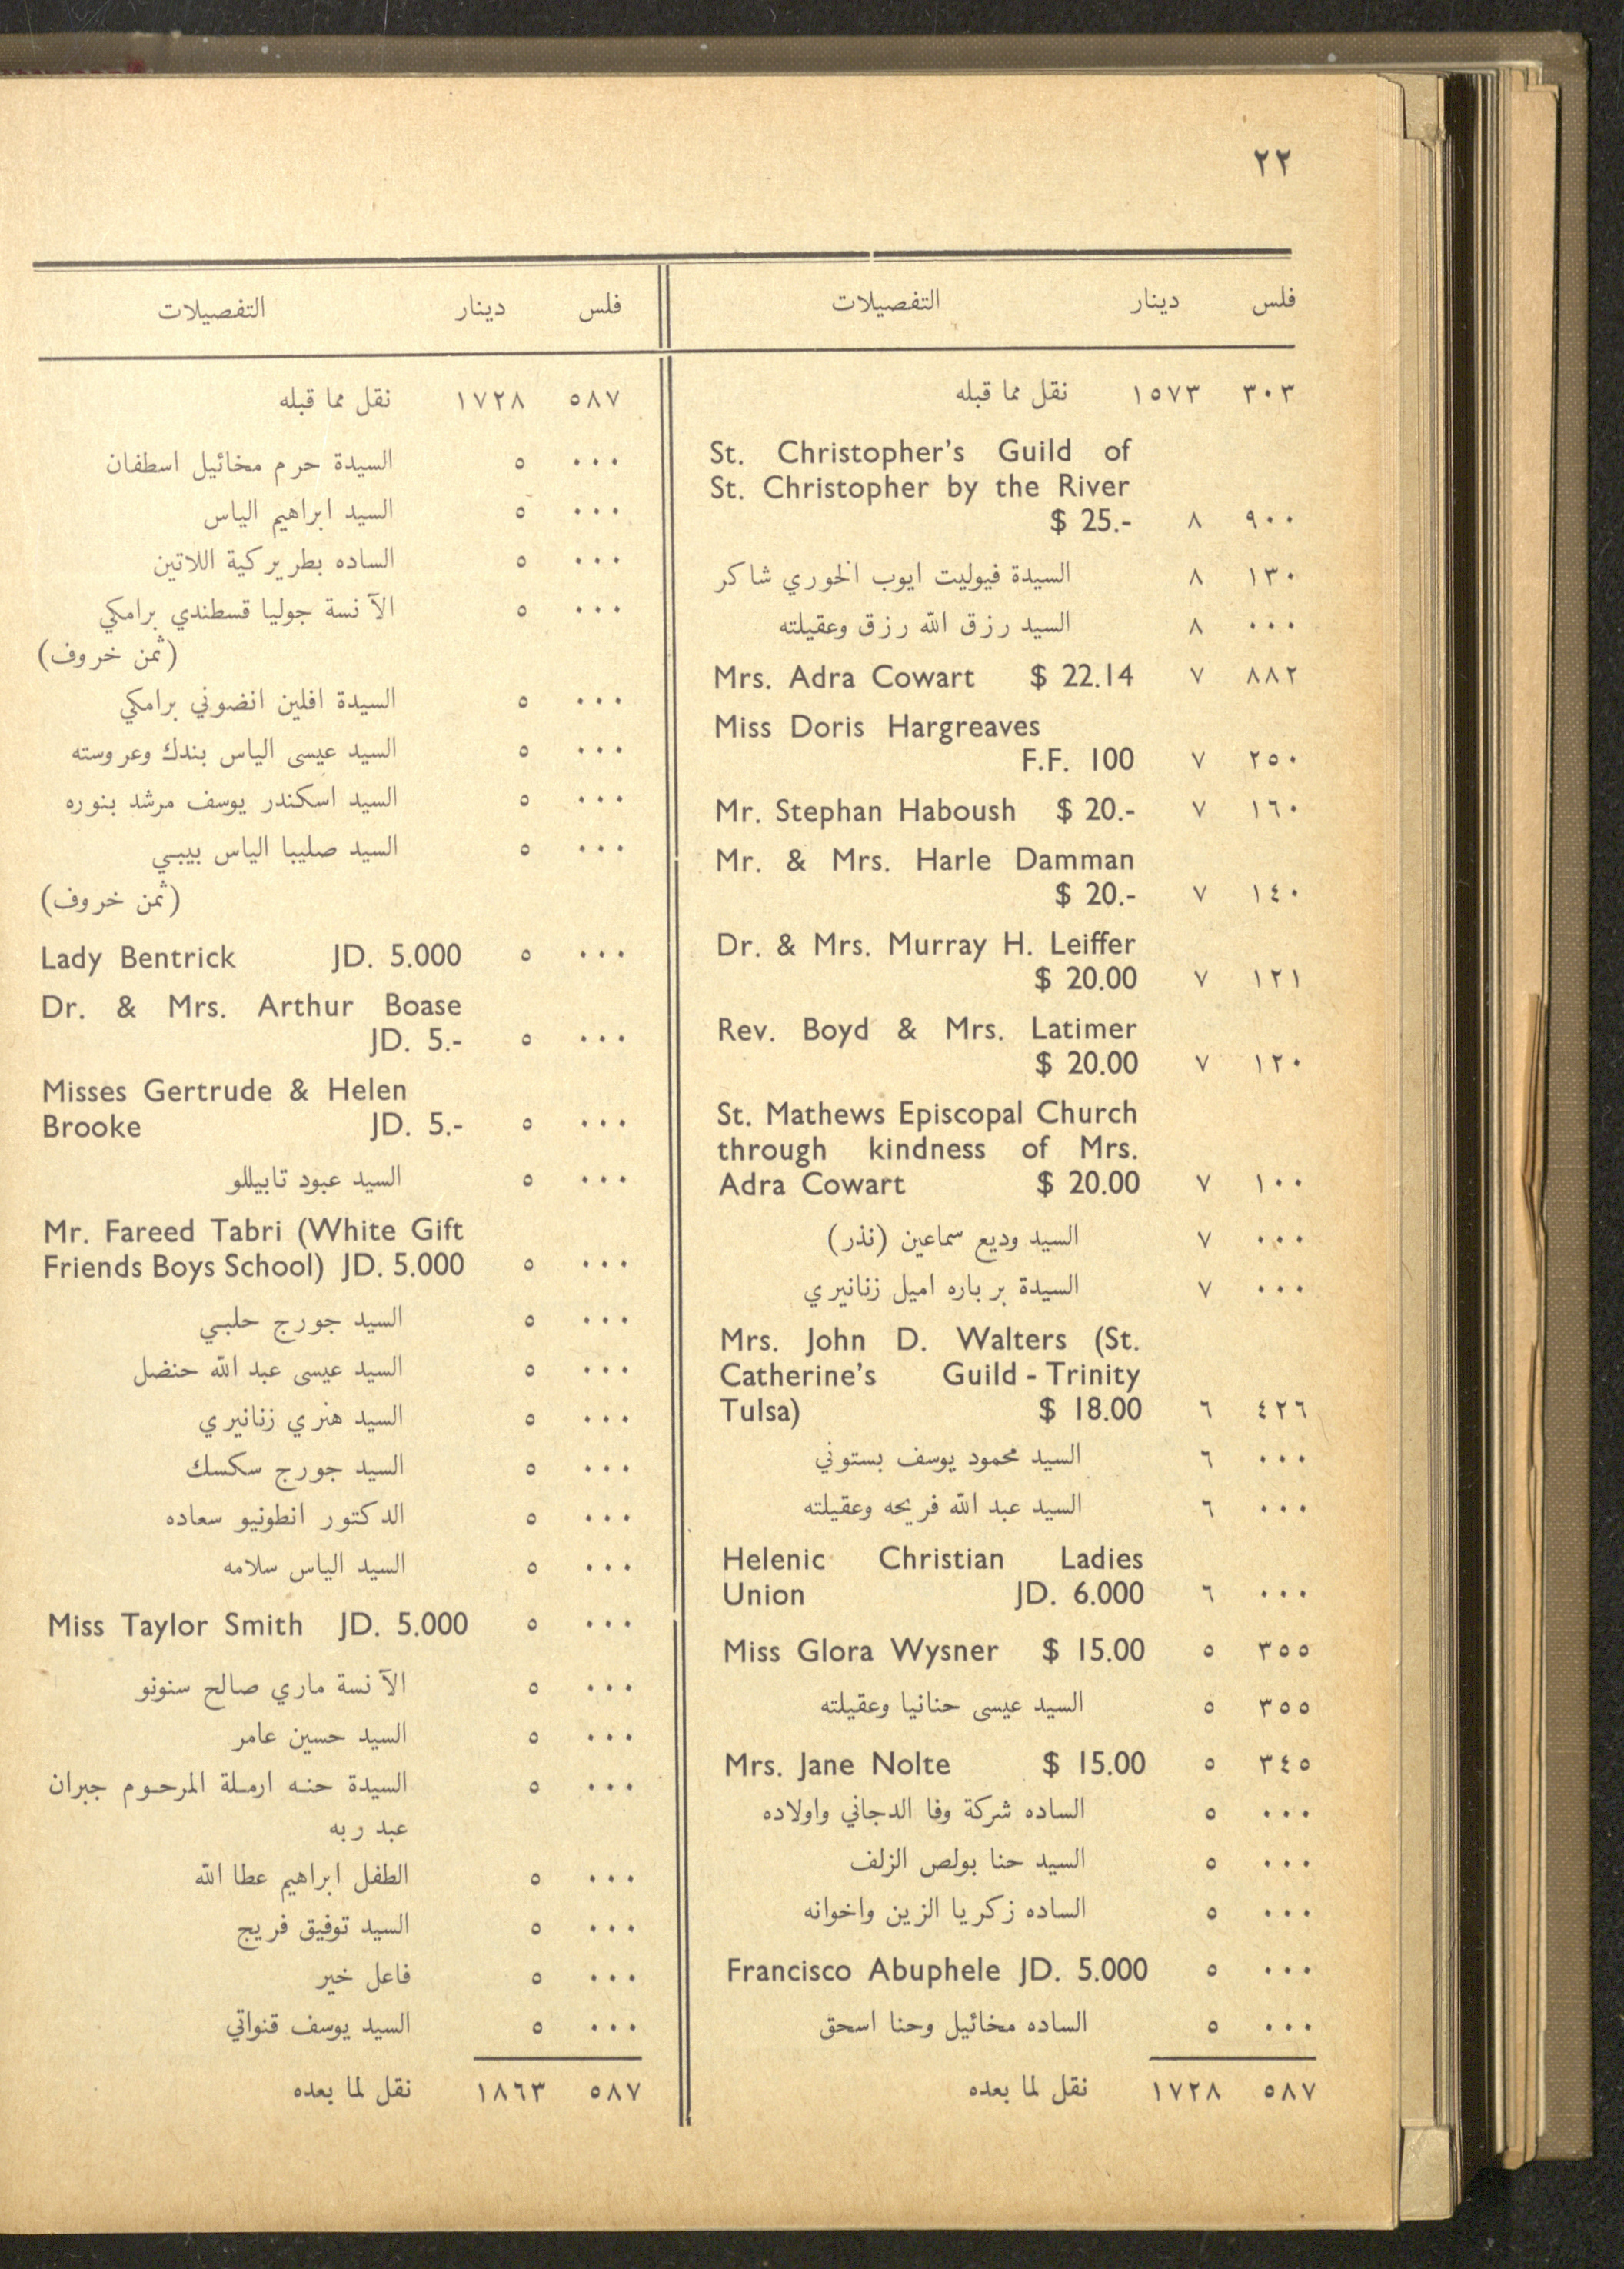 ٢٢
فلس دينار التفصيلات
٣٠٣ ١٥٧٣ نقل مما قبله
St. Christopher's Guild of
St. Christopher by the River
$ 25.- ٨ ٩٠٠
السيدة فيوليت ايوب الخوري شاكر ٨ ١٣٠
السيد رزق الله رزق وعقيلته ٨ ٠٠٠
Mrs. Adra Cowart $ 22.14 ٧ ٨٨٢
Miss Doris Hargreaves
F.F. 100 ٧ ٢٥٠
Mr. Stephan Haboush $ 20.- ٧ ١٦٠
Mr. & Mrs. Harle Damman
$ 20.- ٧ ١٤٠
Dr. & Mrs. Murray H. Leiffer
$ 20.00 ٧ ١٢١
Rev. Boyd & Mrs. Latimer
$ 20.00 ٧ ١٢٠
St. Mathews Episcopal Church
through kindness of Mrs.
Adra Cowart $ 20.00 ٧ ١٠٠
السيد وديع سماعين (نذر) ٧ ٠٠٠
السيدة بر باره اميل زنانيري ٧ ٠٠٠
Mrs. John D. Walters (St.
Catherine's Guild - Trinity
Tulsa) $ 18.00 ٦ ٤٢٦
السيد محمود يوسف بستوني ٦ ٠٠٠
السيد عبد الله فريحه وعقيلته ٦ ٠٠٠
Helenic Christian Ladies
Union JD. 6.000 ٦ ٠٠٠
Miss Glora Wysner $ 15.00 ٥ ٣٥٥
السيد عيسى حنانيا وعقيلته ٥ ٣٥٥
Mrs. Jane Nolte $ 15.00 ٥ ٣٤٥
الساده شركة وفا الدجاني واولاده ٥ ٠٠٠
السيد حنا بولص الزلف ٥ ٠٠٠
الساده زكريا الزين واخوانه ٥ ٠٠٠
Francisco Abuphele JD. 5.000 ٥ ٠٠٠
الساده مخائيل وحنا اسحق ٥ ٠٠٠
٥٨٧ ١٧٢٨ نقل لما بعده
فلس دينار التفصيلات
٥٨٧ ١٧٢٨ نقل مما قبله
السيدة حرم مخائيل اسطفان ٥ ٠٠٠
السيد ابراهيم الياس ٥ ٠٠٠
الساده بطريركية اللاتين ٥ ٠٠٠
الآنسة جوليا قسطندي برامكي ٥ ٠٠٠
(ثمن خروف)
السيدة افلين انضوني برامكي ٥ ٠٠٠
السيد عيسى الياس بندك وعروسته ٥ ٠٠٠
السيد اسكندر يوسف مرشد بنوره ٥ ٠٠٠
السيد صليبا الياس بيبي ٥ ٠٠٠
(ثمن خروف)
Lady Bentrick JD. 5.000 ٥ ٠٠٠
Dr. & Mrs. Arthur Boase
JD. 5.- ٥ ٠٠٠
Misses Gertrude & Helen
Brooke JD. 5.- ٥ ٠٠٠
السيد عبود تابيللو ٥ ٠٠٠
Mr. Fareed Tabri (White Gift
Friends Boys School) JD. 5.000 ٥ ٠٠٠
السيد جورج حلبي ٥ ٠٠٠
السيد عيسى عبد الله حنضل ٥ ٠٠٠
السيد هنري زنانيري ٥ ٠٠٠
السيد جورج سكسك ٥ ٠٠٠
الدكتور انطونيو سعاده ٥ ٠٠٠
السيد الياس سلامه ٥ ٠٠٠
Miss Taylor Smith JD. 5.000 ٥ ٠٠٠
الآنسة ماري صالح سنونو ٥ ٠٠٠
السيد حسين عامر ٥ ٠٠٠
السيدة حنه ارملة المرحوم جبران ٥ ٠٠٠
عبد ربه
الطفل ابراهيم عطا الله ٥ ٠٠٠
السيد توفيق فريج ٥ ٠٠٠
فاعل خير ٥ ٠٠٠
السيد يوسف قنواتي ٥ ٠٠٠
٥٨٧ ١٨٦٣ نقل لما بعده